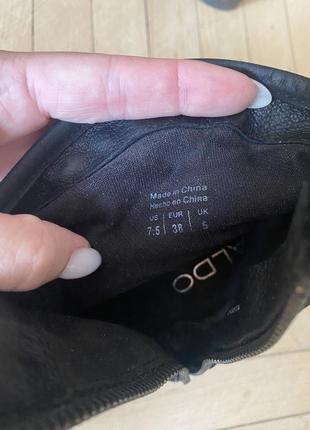 Made in China
Hecho en China
US EUR UK
7.5 38 5
ALDO